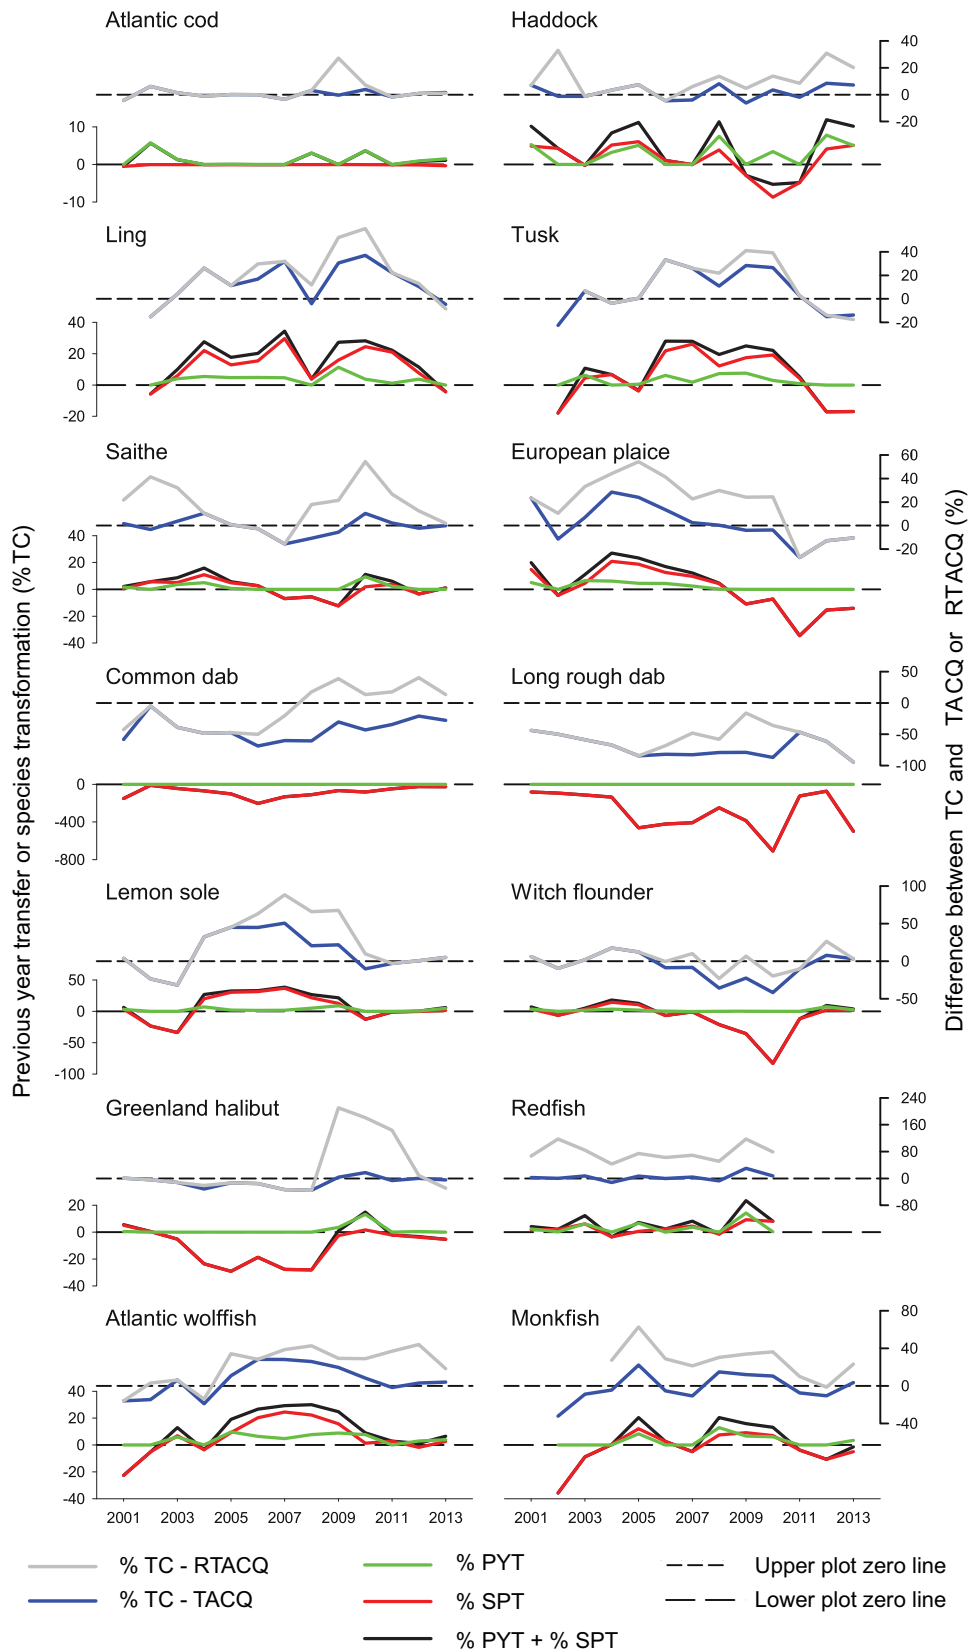 Atlantic cod
Haddock
40
20
0
-20
10
0
-10
Ling
Tusk
40
20
0
-20
40
20
0
-20
Saithe
European plaice
60
40
20
0
-20
40
20
0
-20
-40
Common dab
Long rough dab
50
0
-50
-100
0
-400
-800
Lemon sole
Witch flounder
100
50
0
-50
50
0
-50
-100
Greenland halibut
Redfish
240
160
80
0
-80
20
0
-20
-40
Atlantic wolffish
Monkfish
80
40
0
-40
40
20
0
-20
-40
2001 2003 2005 2007 2009 2011 2013
2001 2003 2005 2007 2009 2011 2013
Previous year transfer or species transformation (% TC)
Difference between TC and TACQ or RTACQ (%)
% TC - RTACQ
% PYT
Upper plot zero line
% TC - TACQ
% SPT
Lower plot zero line
% PYT + % SPT